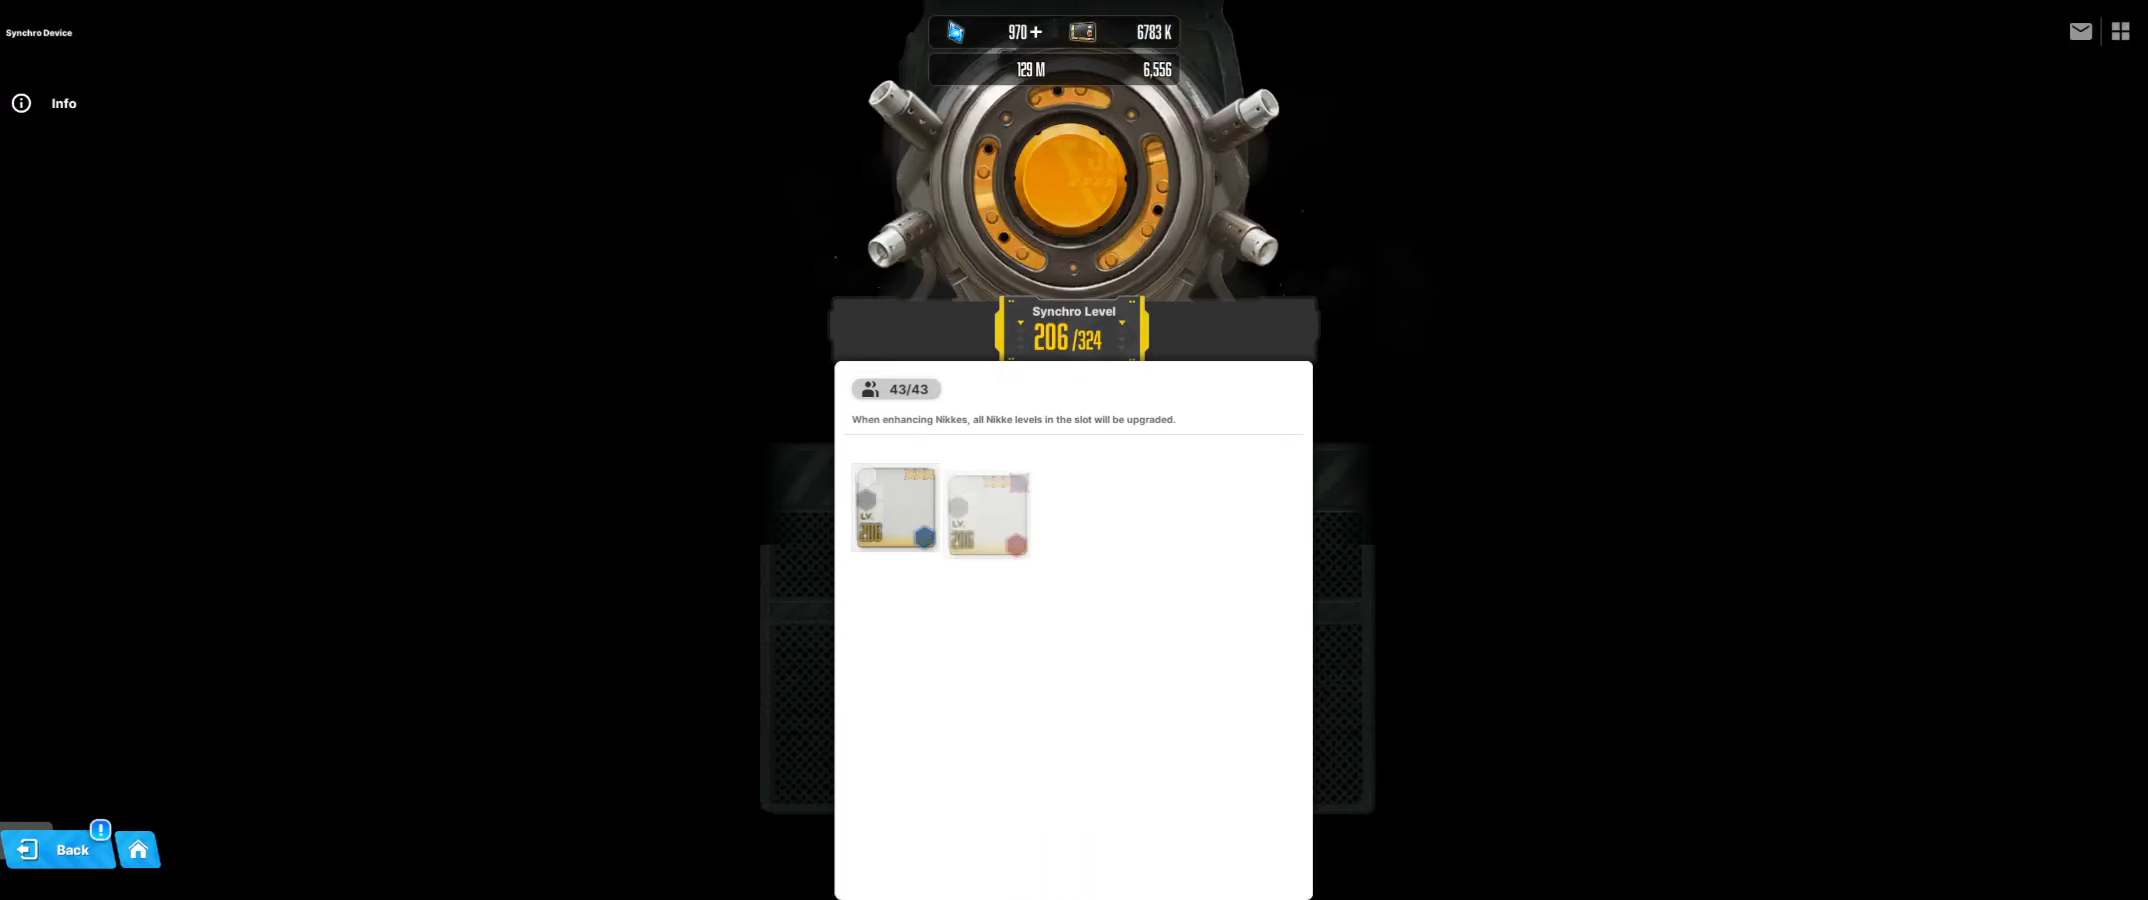 Synchro Device
970 + 6783 K
129 M 6,556
Info
Synchro Level
206 /324
43/43
When enhancing Nikkes, all Nikke levels in the slot will be upgraded.
LV. LV.
206 206
Back